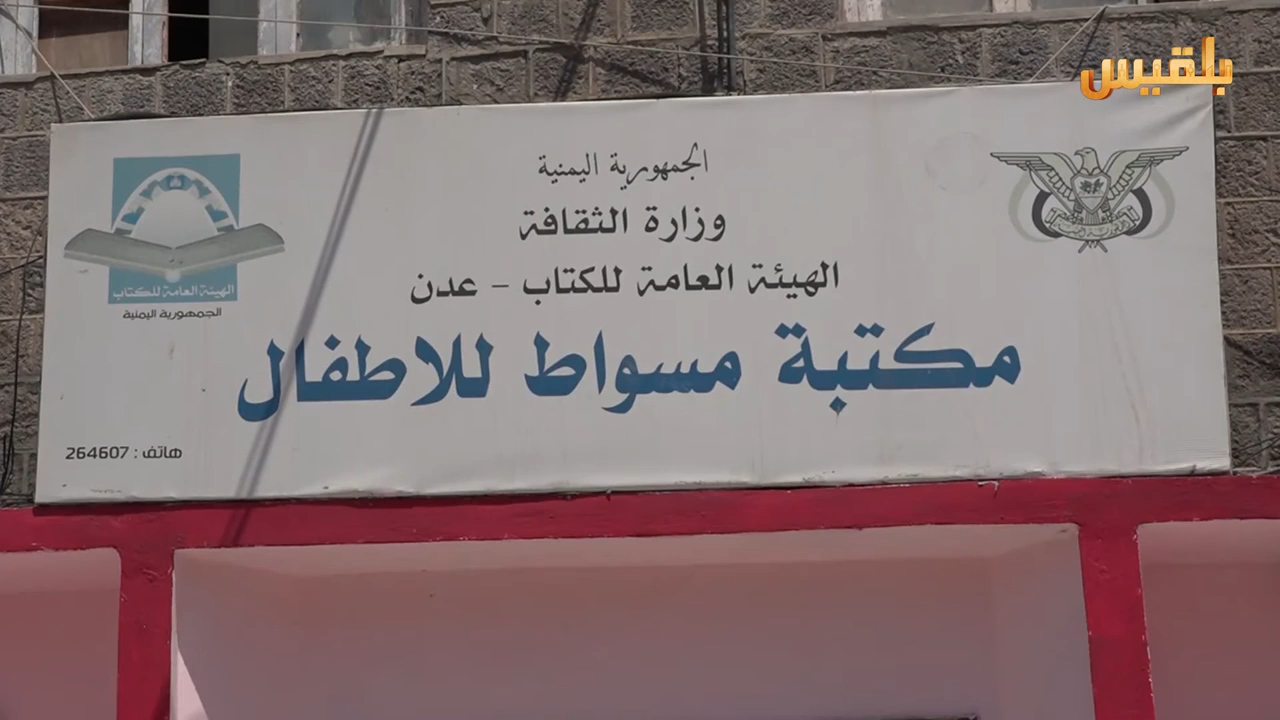 بلقيس
الجمهورية اليمنية
وزارة الثقافة
الهيئة العامة للكتاب - عدن
مكتبة مسواط للاطفال
الهيئة العامة للكتاب
الجمهورية اليمنية
هاتف : 264607